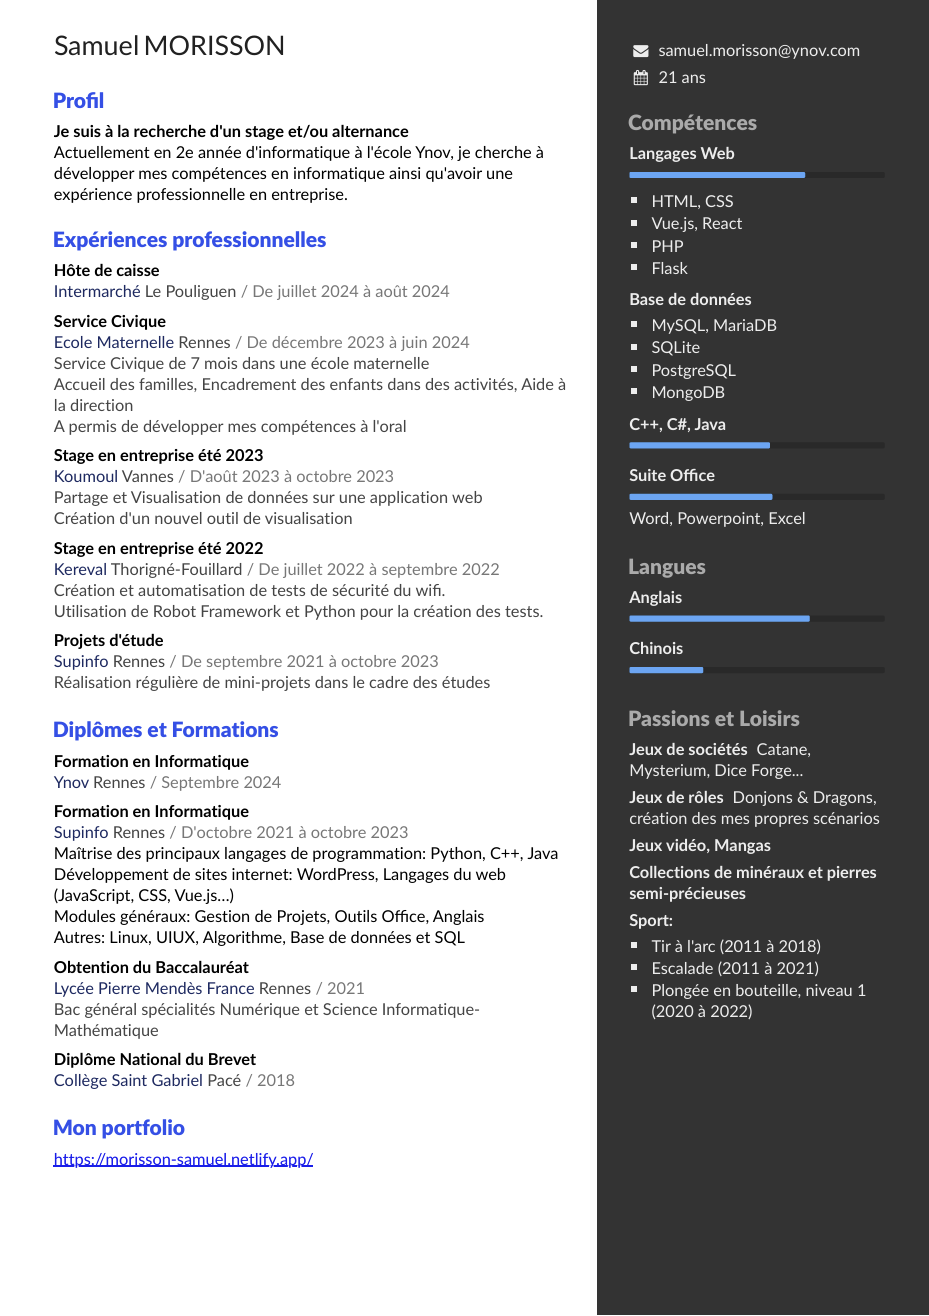 Samuel MORISSON
Profil
Je suis à la recherche d'un stage et/ou alternance
Actuellement en 2e année d'informatique à l'école Ynov, je cherche à
développer mes compétences en informatique ainsi qu'avoir une
expérience professionnelle en entreprise.
Expériences professionnelles
Hôte de caisse
Intermarché Le Pouliguen / De juillet 2024 à août 2024
Service Civique
Ecole Maternelle Rennes / De décembre 2023 à juin 2024
Service Civique de 7 mois dans une école maternelle
Accueil des familles, Encadrement des enfants dans des activités, Aide à
la direction
A permis de développer mes compétences à l'oral
Stage en entreprise été 2023
Koumoul Vannes / D'août 2023 à octobre 2023
Partage et Visualisation de données sur une application web
Création d'un nouvel outil de visualisation
Stage en entreprise été 2022
Kereval Thorigné-Fouillard / De juillet 2022 à septembre 2022
Création et automatisation de tests de sécurité du wifi.
Utilisation de Robot Framework et Python pour la création des tests.
Projets d'étude
Supinfo Rennes / De septembre 2021 à octobre 2023
Réalisation régulière de mini-projets dans le cadre des études
Diplômes et Formations
Formation en Informatique
Ynov Rennes / Septembre 2024
Formation en Informatique
Supinfo Rennes / D'octobre 2021 à octobre 2023
Maîtrise des principaux langages de programmation: Python, C++, Java
Développement de sites internet: WordPress, Langages du web
(JavaScript, CSS, Vue.js...)
Modules généraux: Gestion de Projets, Outils Office, Anglais
Autres: Linux, UIUX, Algorithme, Base de données et SQL
Obtention du Baccalauréat
Lycée Pierre Mendès France Rennes / 2021
Bac général spécialités Numérique et Science Informatique-
Mathématique
Diplôme National du Brevet
Collège Saint Gabriel Pacé / 2018
Mon portfolio
https://morisson-samuel.netlify.app/
samuel.morisson@ynov.com
21 ans
Compétences
Langages Web
HTML, CSS
Vue.js, React
PHP
Flask
Base de données
MySQL, MariaDB
SQLite
PostgreSQL
MongoDB
C++, C#, Java
Suite Office
Word, Powerpoint, Excel
Langues
Anglais
Chinois
Passions et Loisirs
Jeux de sociétés Catane,
Mysterium, Dice Forge...
Jeux de rôles Donjons & Dragons,
création des mes propres scénarios
Jeux vidéo, Mangas
Collections de minéraux et pierres
semi-précieuses
Sport:
Tir à l'arc (2011 à 2018)
Escalade (2011 à 2021)
Plongée en bouteille, niveau 1
(2020 à 2022)